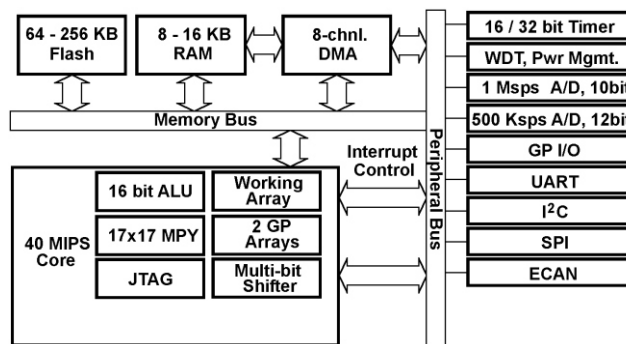 64 - 256 KB
Flash
8 - 16 KB
RAM
8-chnl.
DMA
Memory Bus
Interrupt
Control
Peripheral Bus
40 MIPS
Core
16 bit ALU
Working
Array
17x17 MPY
2 GP
Arrays
JTAG
Multi-bit
Shifter
16 / 32 bit Timer
WDT, Pwr Mgmt.
1 Msps A/D, 10bit
500 Ksps A/D, 12bit
GP I/O
UART
I²C
SPI
ECAN